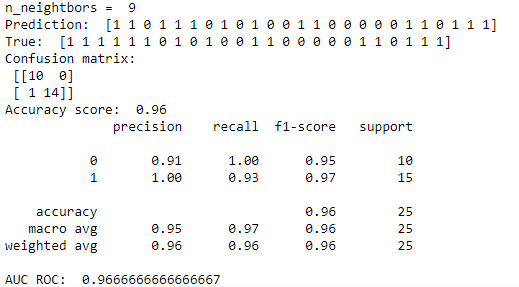 n_neightbors =  9
Prediction:  [1 1 0 1 1 1 0 1 0 1 0 0 1 1 0 0 0 0 0 1 1 0 1 1 1]
True:  [1 1 1 1 1 1 0 1 0 1 0 0 1 1 0 0 0 0 0 1 1 0 1 1 1]
Confusion matrix:
 [[10  0]
 [ 1 14]]
Accuracy score:  0.96
              precision    recall  f1-score   support

           0       0.91      1.00      0.95        10
           1       1.00      0.93      0.97        15

    accuracy                           0.96        25
   macro avg       0.95      0.97      0.96        25
weighted avg       0.96      0.96      0.96        25

AUC ROC:  0.9666666666666667